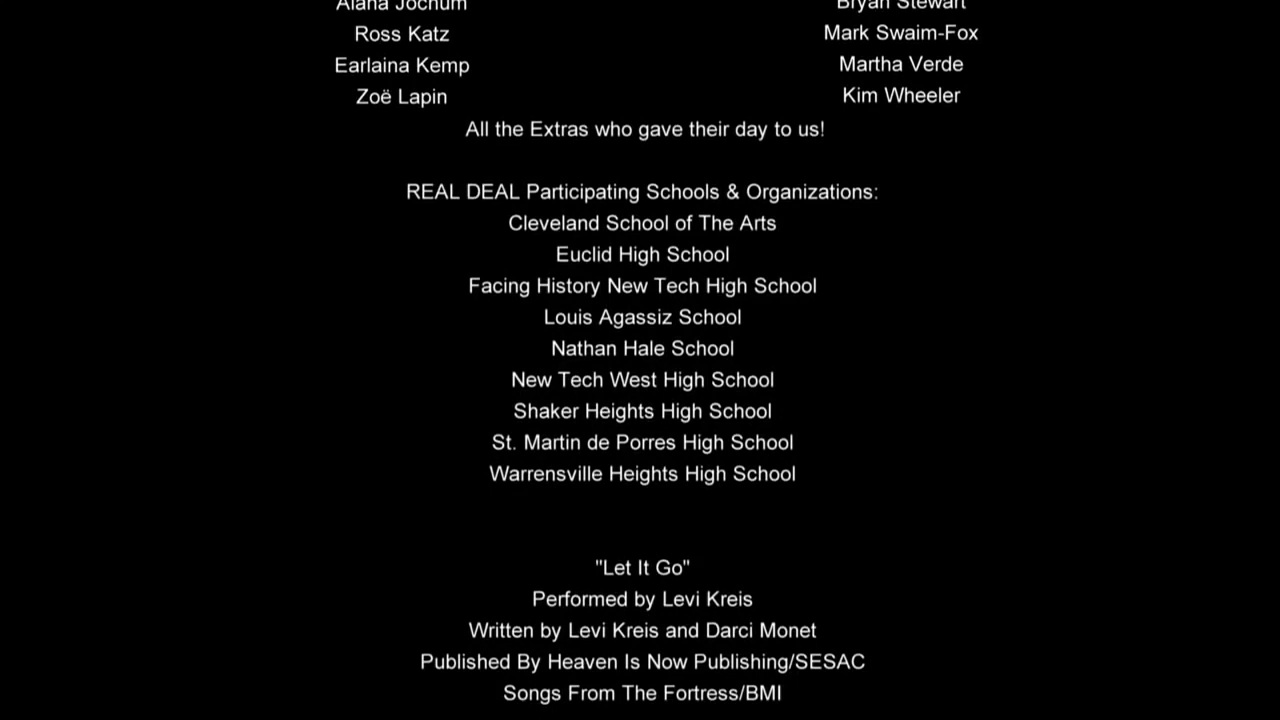 Alana Jochum Bryan Stewart
Ross Katz Mark Swaim-Fox
Earlaina Kemp Martha Verde
Zoë Lapin Kim Wheeler
All the Extras who gave their day to us!
REAL DEAL Participating Schools & Organizations:
Cleveland School of The Arts
Euclid High School
Facing History New Tech High School
Louis Agassiz School
Nathan Hale School
New Tech West High School
Shaker Heights High School
St. Martin de Porres High School
Warrensville Heights High School
"Let It Go"
Performed by Levi Kreis
Written by Levi Kreis and Darci Monet
Published By Heaven Is Now Publishing/SESAC
Songs From The Fortress/BMI